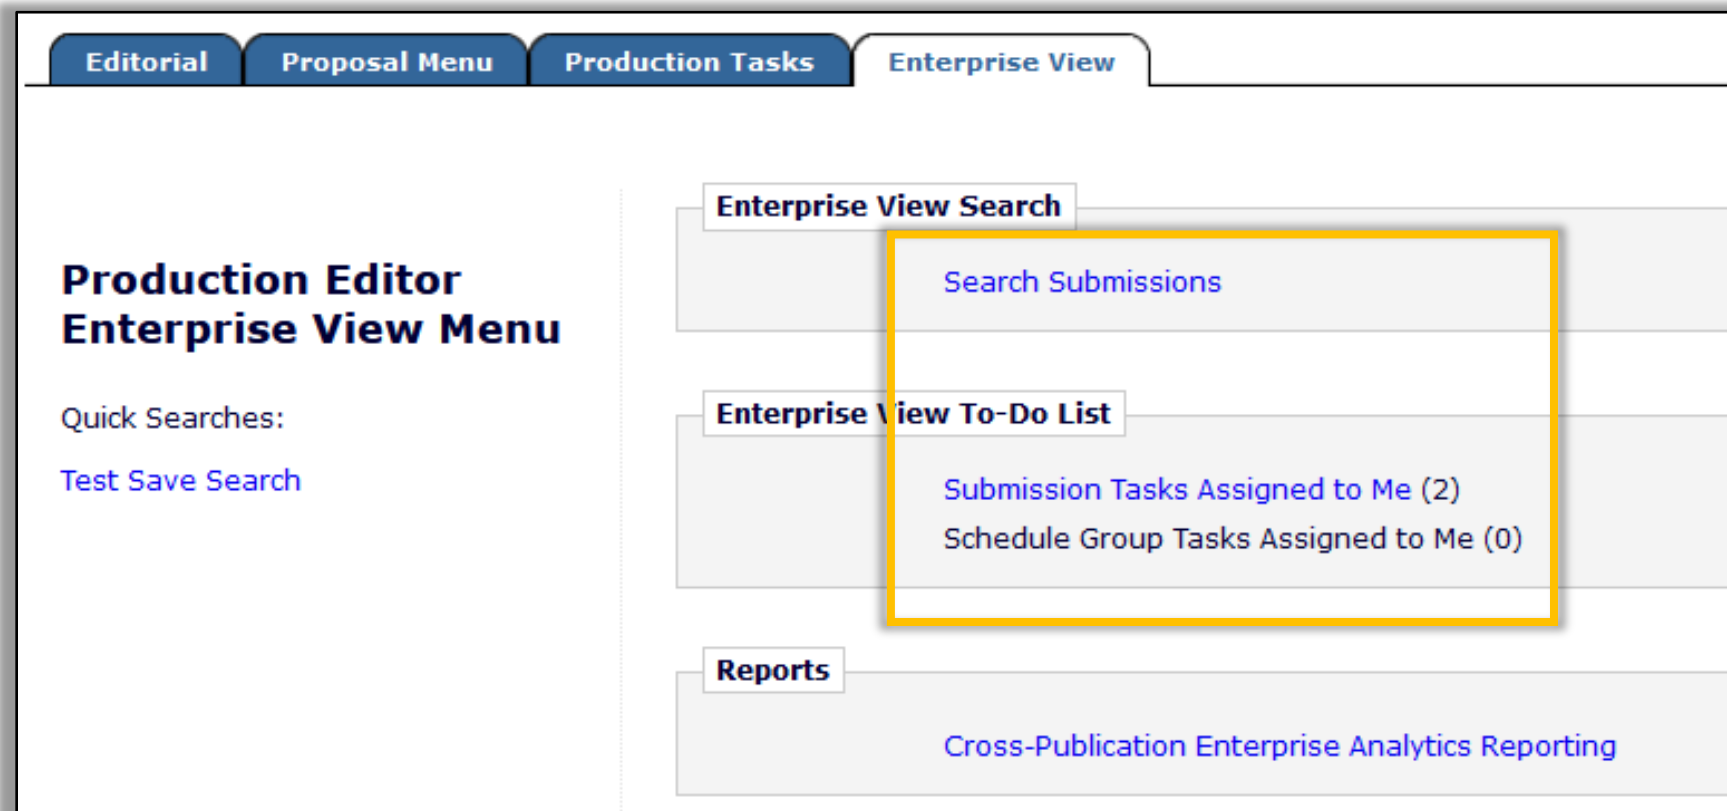 Editorial Proposal Menu Production Tasks Enterprise View
Production Editor
Enterprise View Menu
Quick Searches:
Test Save Search
Enterprise View Search
Search Submissions
Enterprise View To-Do List
Submission Tasks Assigned to Me (2)
Schedule Group Tasks Assigned to Me (0)
Reports
Cross-Publication Enterprise Analytics Reporting